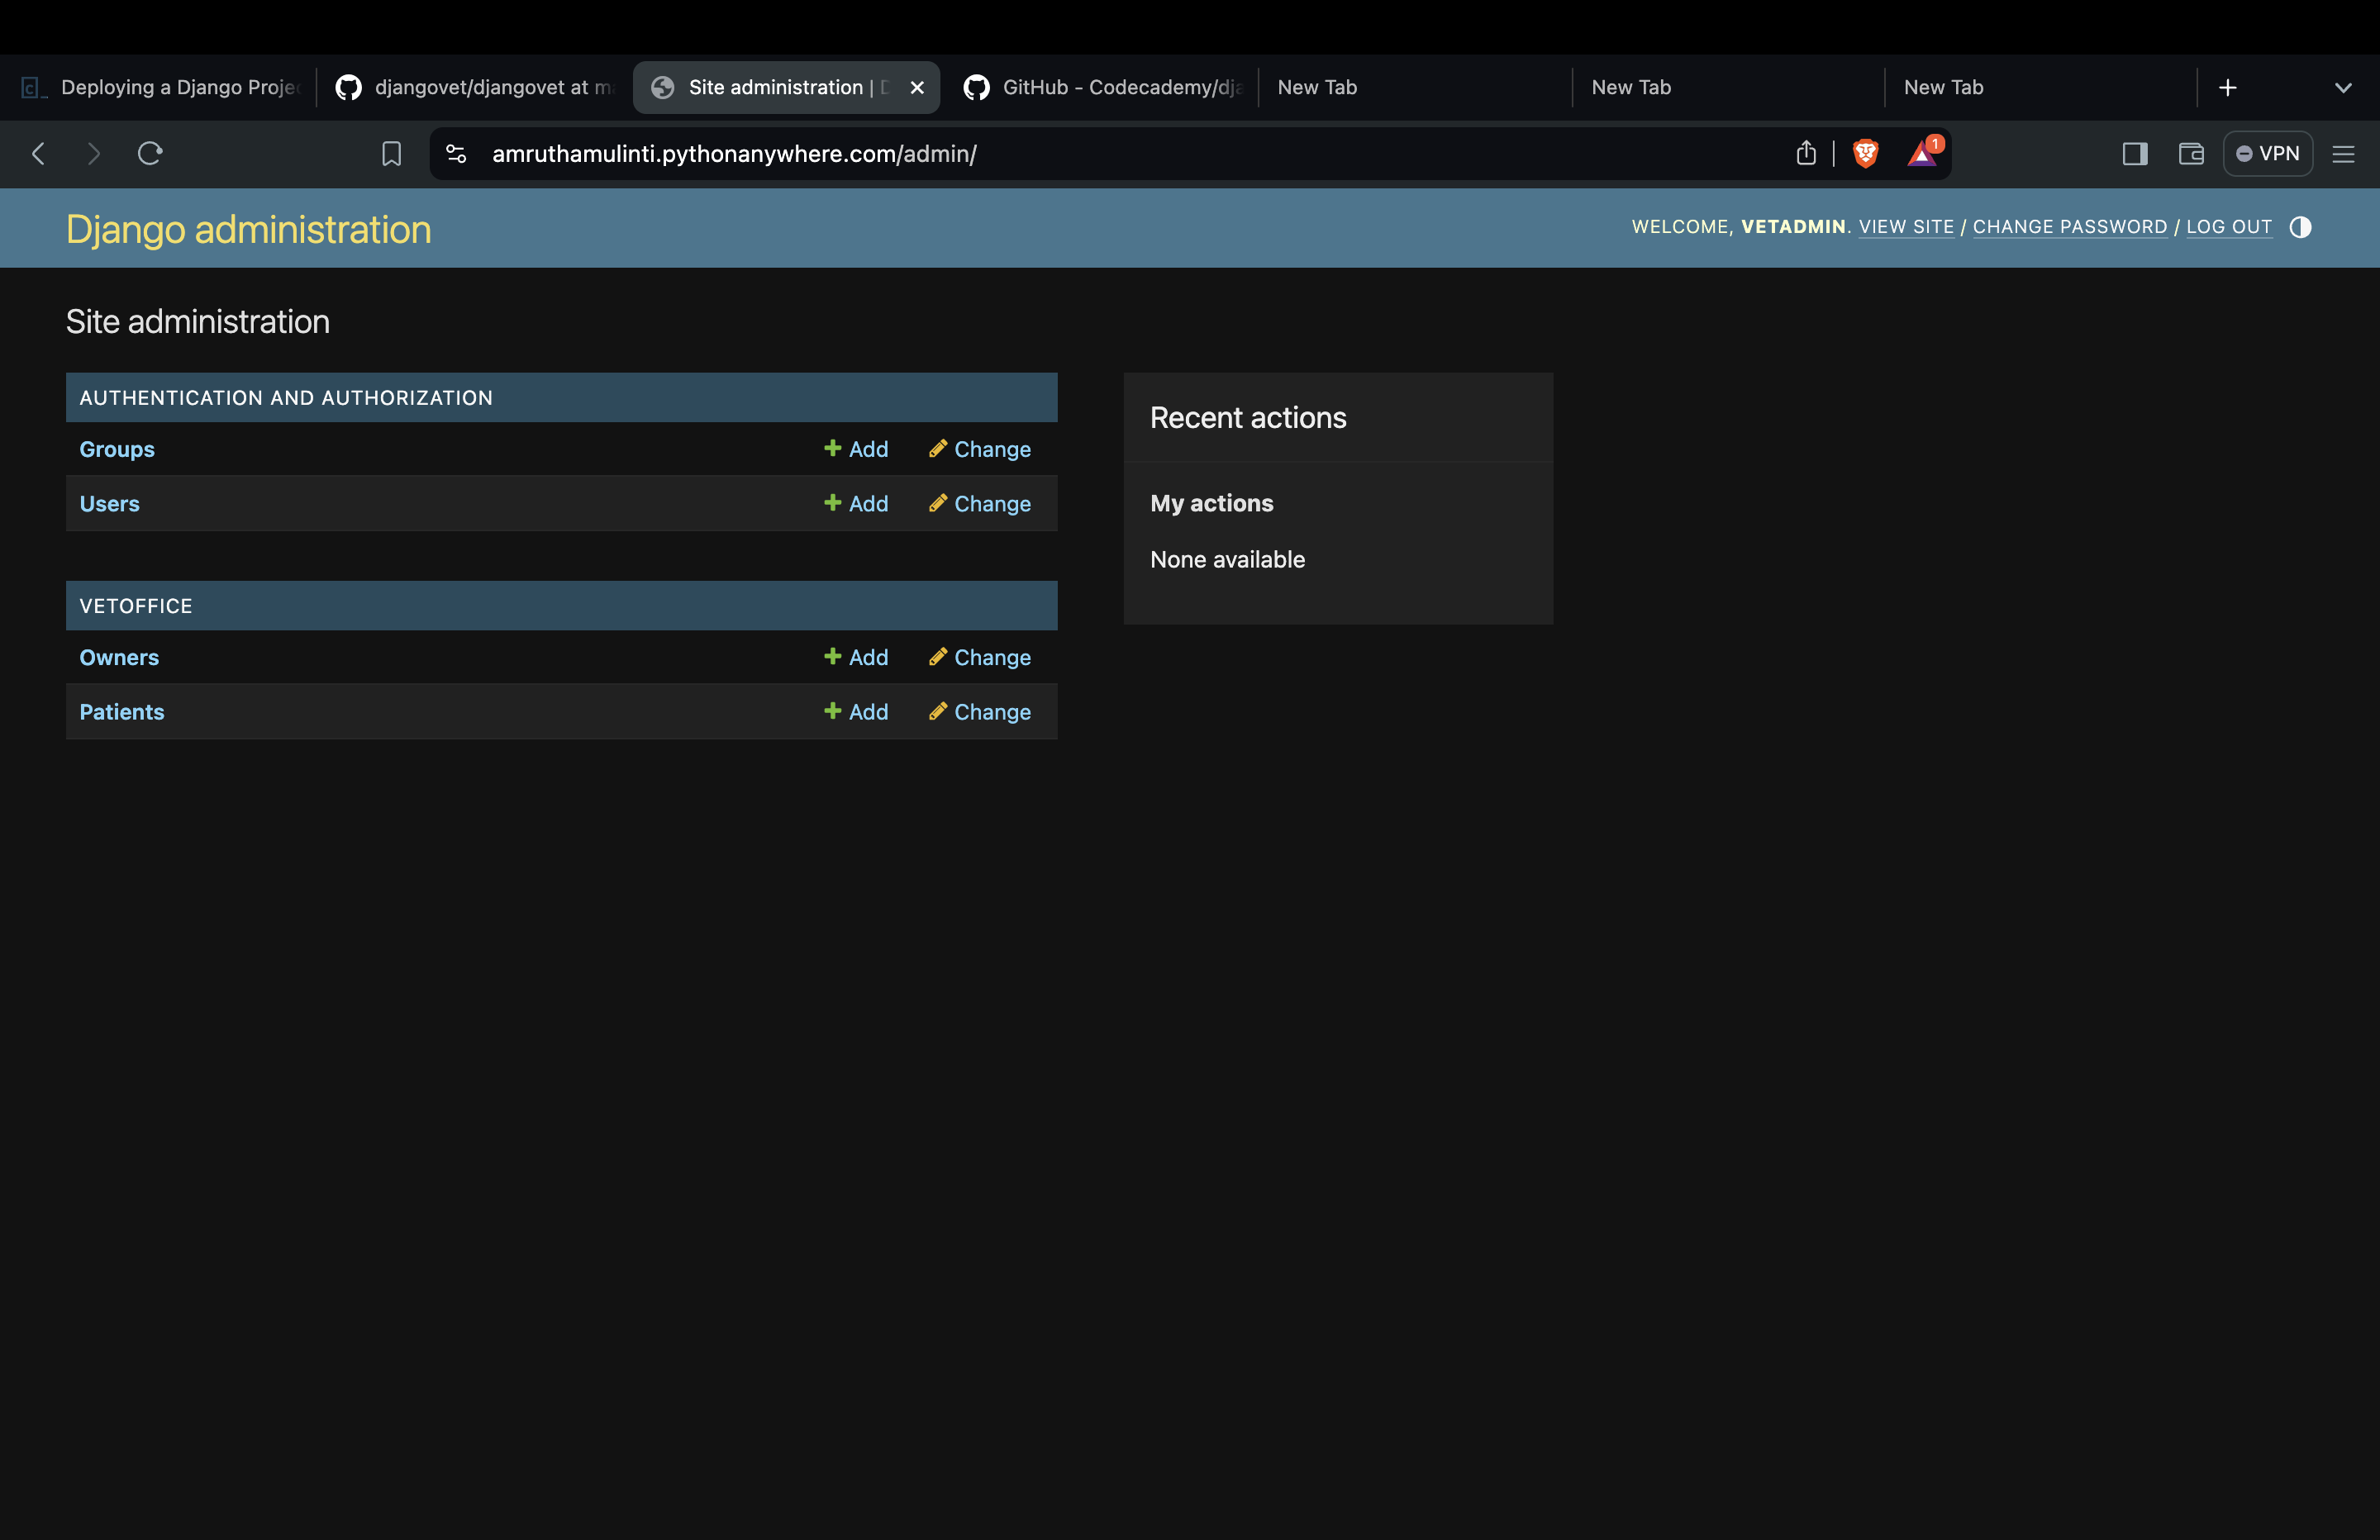 Deploying a Django Projec
djangovet/djangovet at m
Site administration | D
GitHub - Codecademy/dja
New Tab
New Tab
New Tab
amruthamulinti.pythonanywhere.com/admin/
1
VPN
Django administration
WELCOME, VETADMIN. VIEW SITE / CHANGE PASSWORD / LOG OUT
Site administration
AUTHENTICATION AND AUTHORIZATION
Groups Add Change
Users Add Change
VETOFFICE
Owners Add Change
Patients Add Change
Recent actions
My actions
None available